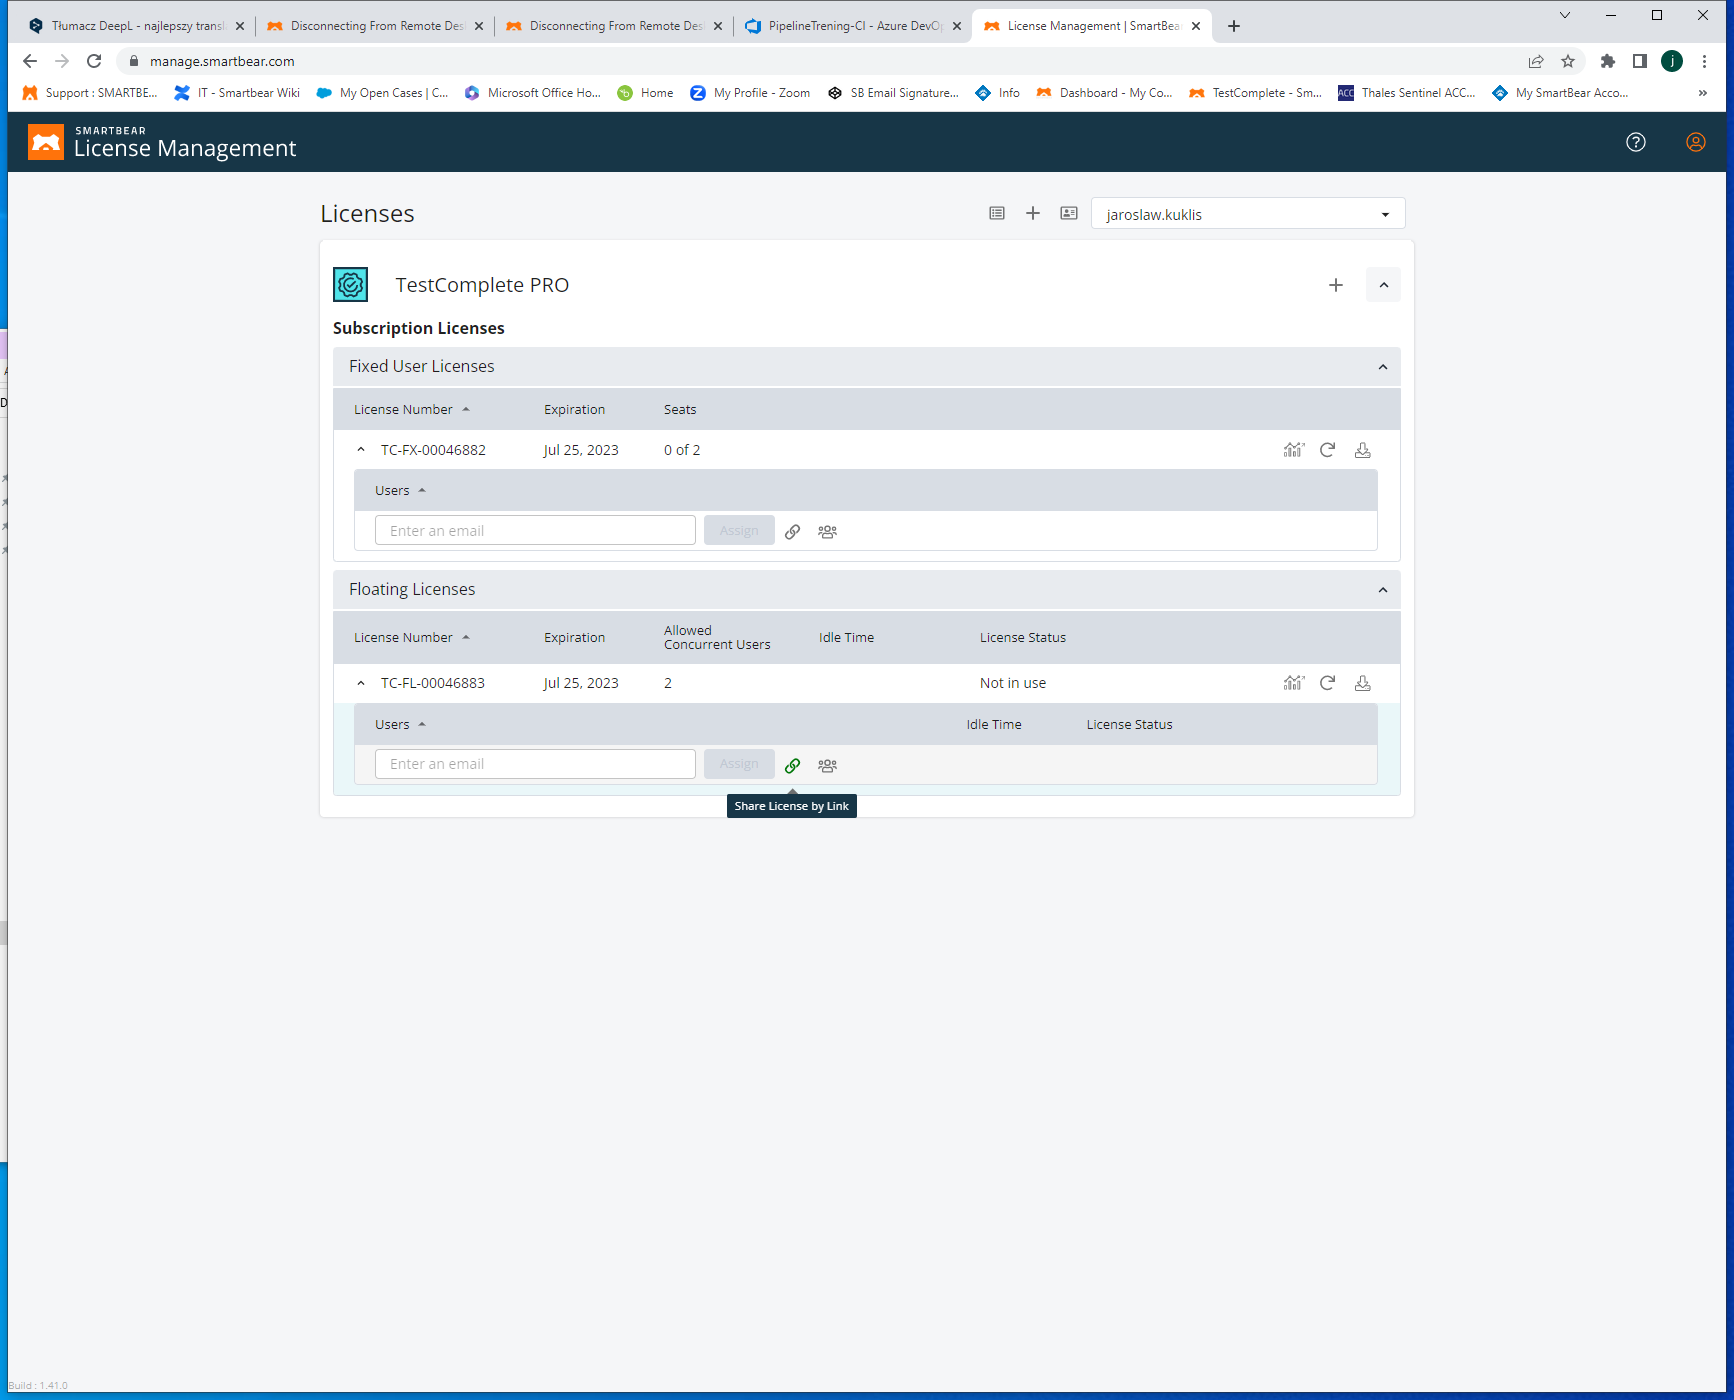 Tłumacz DeepL - najlepszy transl
Disconnecting From Remote Des
Disconnecting From Remote Des
PipelineTrening-CI - Azure DevOp
License Management | SmartBear
manage.smartbear.com
j
Support : SMARTBE...
IT - Smartbear Wiki
My Open Cases | C...
Microsoft Office Ho...
Home
My Profile - Zoom
SB Email Signature...
Info
Dashboard - My Co...
TestComplete - Sm...
ACC
Thales Sentinel ACC...
My SmartBear Acco...
SMARTBEAR
License Management
Licenses
jaroslaw.kuklis
TestComplete PRO
Subscription Licenses
Fixed User Licenses
License Number
Expiration
Seats
TC-FX-00046882
Jul 25, 2023
0 of 2
Users
Enter an email
Assign
Floating Licenses
License Number
Expiration
Allowed
Concurrent Users
Idle Time
License Status
TC-FL-00046883
Jul 25, 2023
2
Not in use
Users
Idle Time
License Status
Enter an email
Assign
Share License by Link
Build : 1.41.0